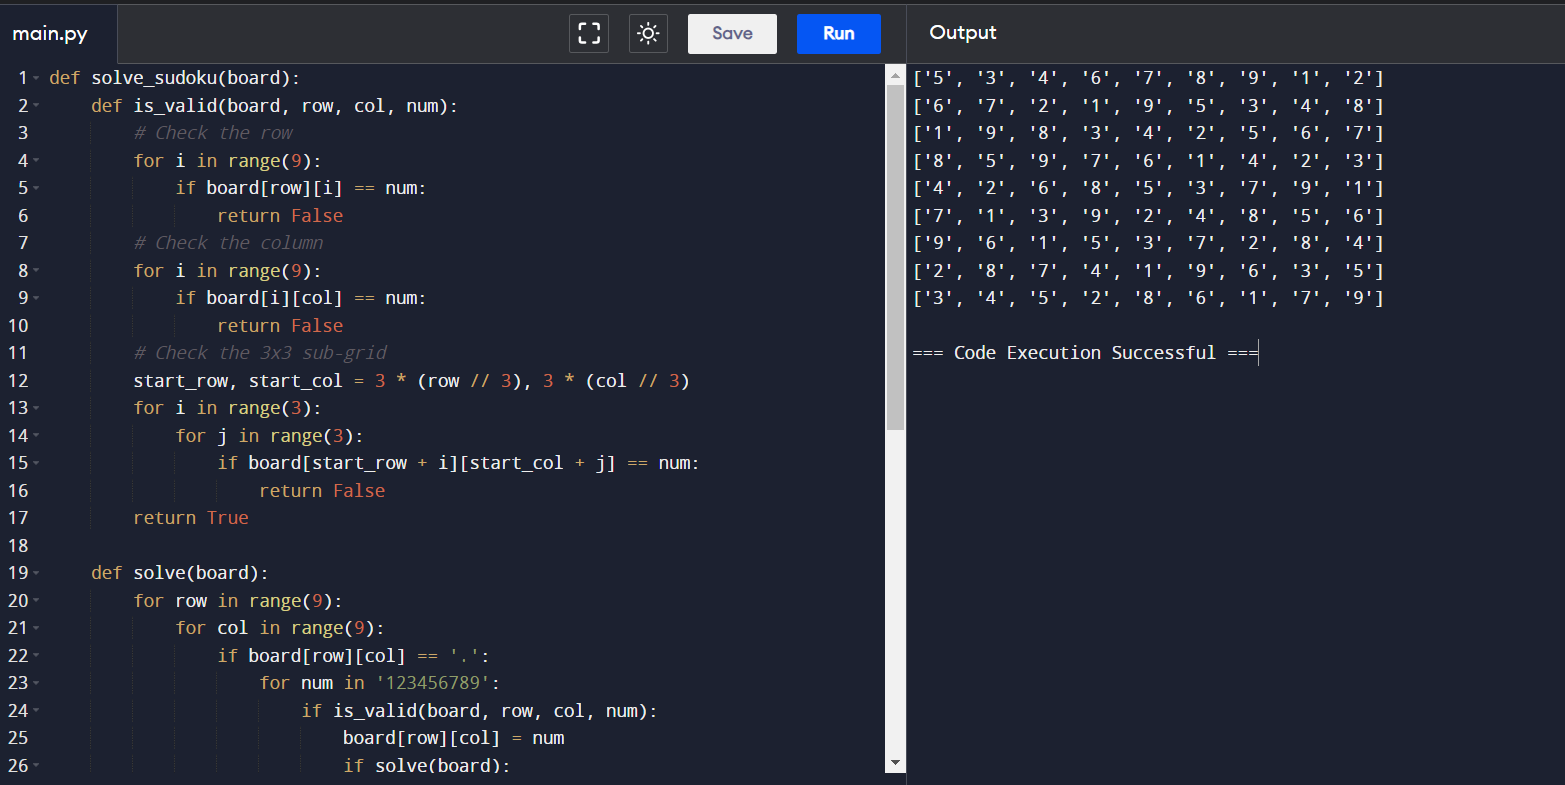 main.py
Save
Run
Output
1 def solve_sudoku(board):
2     def is_valid(board, row, col, num):
3         # Check the row
4         for i in range(9):
5             if board[row][i] == num:
6                 return False
7         # Check the column
8         for i in range(9):
9             if board[i][col] == num:
10                 return False
11         # Check the 3x3 sub-grid
12         start_row, start_col = 3 * (row // 3), 3 * (col // 3)
13         for i in range(3):
14             for j in range(3):
15                 if board[start_row + i][start_col + j] == num:
16                     return False
17         return True
18
19     def solve(board):
20         for row in range(9):
21             for col in range(9):
22                 if board[row][col] == '.':
23                     for num in '123456789':
24                         if is_valid(board, row, col, num):
25                             board[row][col] = num
26                             if solve(board):
['5', '3', '4', '6', '7', '8', '9', '1', '2']
['6', '7', '2', '1', '9', '5', '3', '4', '8']
['1', '9', '8', '3', '4', '2', '5', '6', '7']
['8', '5', '9', '7', '6', '1', '4', '2', '3']
['4', '2', '6', '8', '5', '3', '7', '9', '1']
['7', '1', '3', '9', '2', '4', '8', '5', '6']
['9', '6', '1', '5', '3', '7', '2', '8', '4']
['2', '8', '7', '4', '1', '9', '6', '3', '5']
['3', '4', '5', '2', '8', '6', '1', '7', '9']
=== Code Execution Successful ===